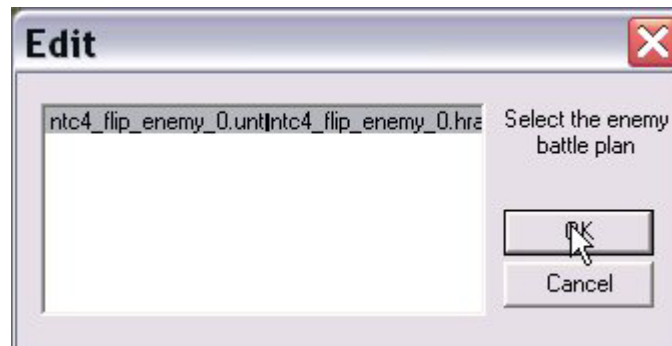 Edit
ntc4_flip_enemy_0.unt|ntc4_flip_enemy_0.hra
Select the enemy
battle plan
OK
Cancel